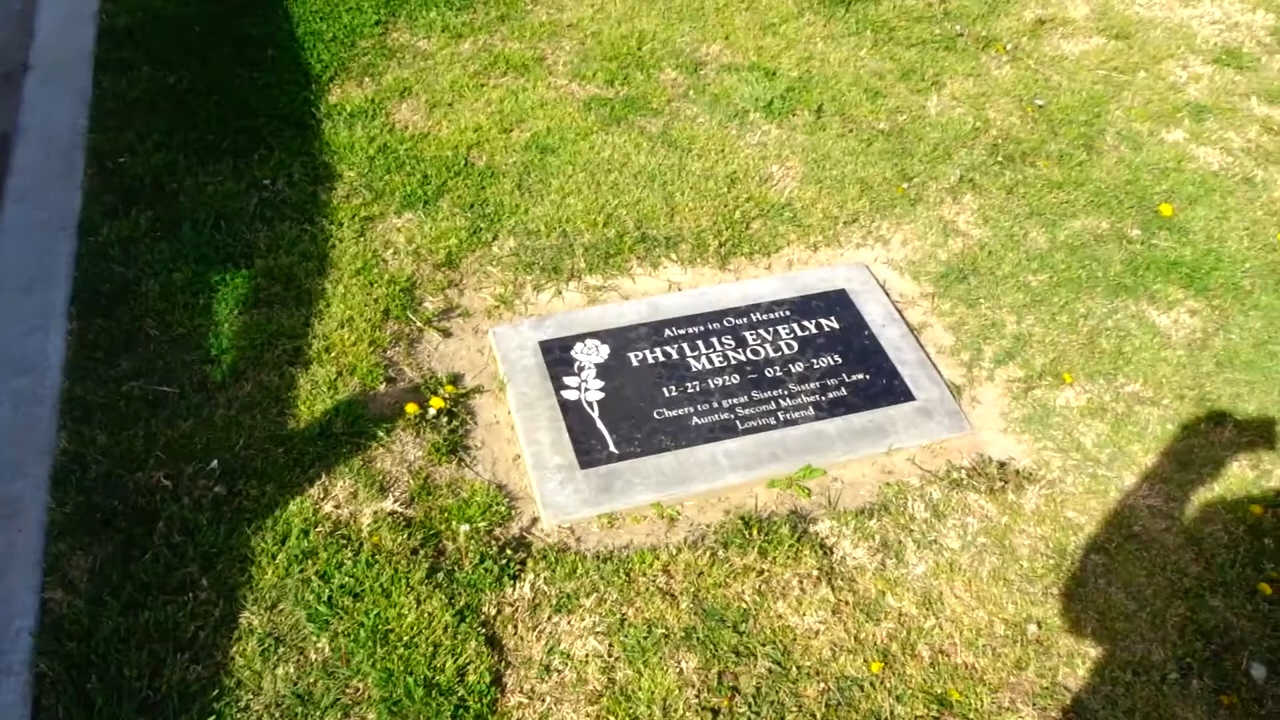 Always in Our Hearts
PHYLLIS EVELYN
MENOLD
12-27-1920 ~ 02-10-2015
Cheers to a great Sister, Sister-in-Law,
Auntie, Second Mother, and
Loving Friend